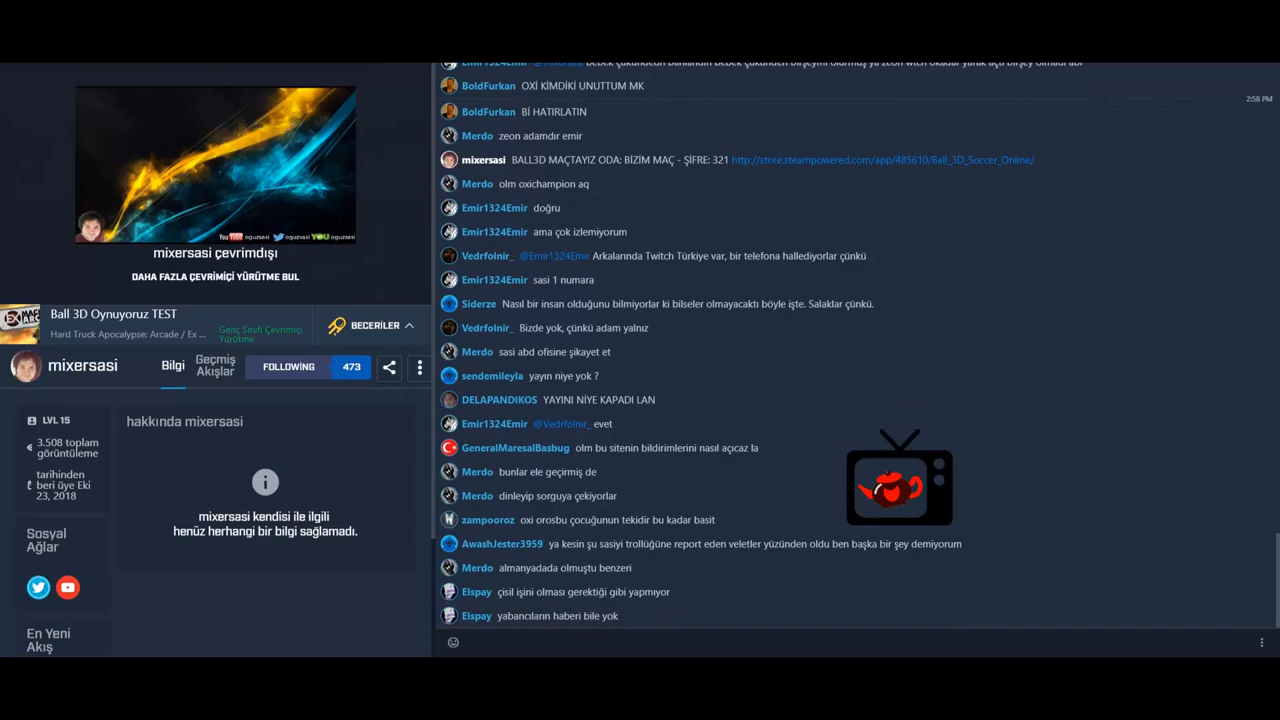 You Tube oguzsasi oguzsasi YOU oguzsasi
mixersasi çevrimdışı
DAHA FAZLA ÇEVRİMİÇİ YÜRÜTME BUL
Ball 3D Oynuyoruz TEST
Hard Truck Apocalypse: Arcade / Ex ...
Genç Sınıfı Çevrimiçi
Yürütme
BECERİLER
mixersasi
Bilgi
Geçmiş
Akışlar
FOLLOWING 473
LVL 15
3.508 toplam
görüntüleme
tarihinden
beri üye Eki
23, 2018
Sosyal
Ağlar
En Yeni
Akış
hakkında mixersasi
mixersasi kendisi ile ilgili
henüz herhangi bir bilgi sağlamadı.
BoldFurkan OXİ KİMDİKİ UNUTTUM MK
2:58 PM
BoldFurkan Bİ HATIRLATIN
Merdo zeon adamdır emir
mixersasi BALL3D MAÇTAYIZ ODA: BİZİM MAÇ - ŞİFRE: 321 http://store.steampowered.com/app/485610/Ball_3D_Soccer_Online/
Merdo olm oxichampion aq
Emir1324Emir doğru
Emir1324Emir ama çok izlemiyorum
Vedrfolnir_ @Emir1324Emir Arkalarında Twitch Türkiye var, bir telefona hallediyorlar çünkü
Emir1324Emir sasi 1 numara
Siderze Nasıl bir insan olduğunu bilmiyorlar ki bilseler olmayacaktı böyle işte. Salaklar çünkü.
Vedrfolnir_ Bizde yok, çünkü adam yalnız
Merdo sasi abd ofisine şikayet et
sendemileyla yayın niye yok ?
DELAPANDIKOS YAYINI NİYE KAPADI LAN
Emir1324Emir @Vedrfolnir_ evet
GeneralMaresalBasbug olm bu sitenin bildirimlerini nasıl açıcaz la
Merdo bunlar ele geçirmiş de
Merdo dinleyip sorguya çekiyorlar
zampooroz oxi orosbu çocuğunun tekidir bu kadar basit
AwashJester3959 ya kesin şu sasiyi trollüğüne report eden veletler yüzünden oldu ben başka bir şey demiyorum
Merdo almanyadada olmuştu benzeri
Elspay çisil işini olması gerektiği gibi yapmıyor
Elspay yabancıların haberi bile yok